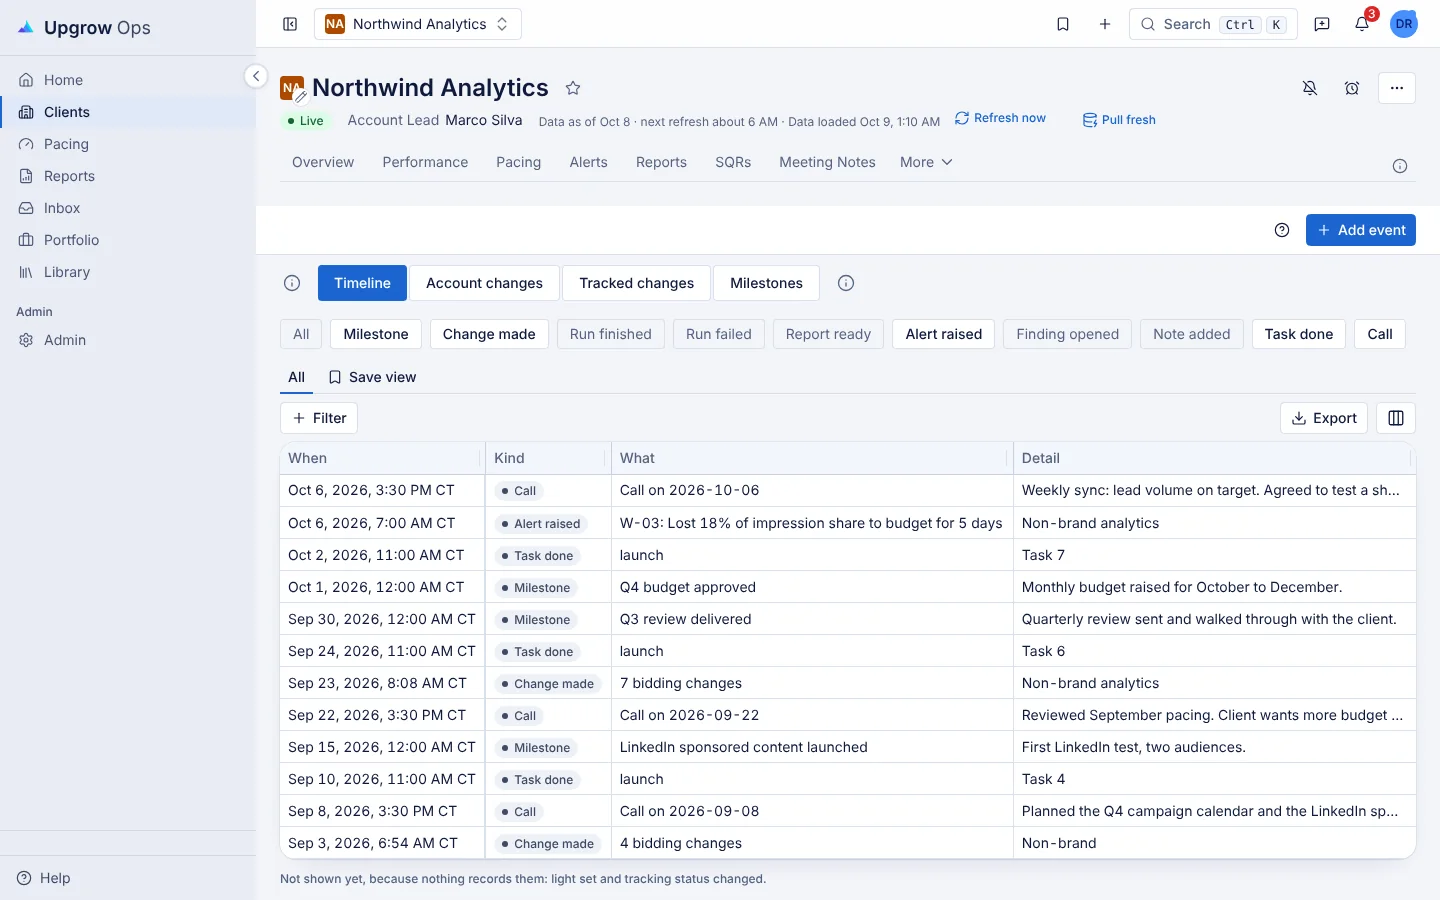 Upgrow Ops
NA Northwind Analytics
Search Ctrl K
3
DR
Home
Clients
Pacing
Reports
Inbox
Portfolio
Library
Admin
Admin
Help
NA Northwind Analytics
Live Account Lead Marco Silva Data as of Oct 8 · next refresh about 6 AM · Data loaded Oct 9, 1:10 AM Refresh now Pull fresh
Overview Performance Pacing Alerts Reports SQRs Meeting Notes More
Add event
Timeline Account changes Tracked changes Milestones
All Milestone Change made Run finished Run failed Report ready Alert raised Finding opened Note added Task done Call
All Save view
Filter Export
When Kind What Detail
Oct 6, 2026, 3:30 PM CT Call Call on 2026-10-06 Weekly sync: lead volume on target. Agreed to test a sh...
Oct 6, 2026, 7:00 AM CT Alert raised W-03: Lost 18% of impression share to budget for 5 days Non-brand analytics
Oct 2, 2026, 11:00 AM CT Task done launch Task 7
Oct 1, 2026, 12:00 AM CT Milestone Q4 budget approved Monthly budget raised for October to December.
Sep 30, 2026, 12:00 AM CT Milestone Q3 review delivered Quarterly review sent and walked through with the client.
Sep 24, 2026, 11:00 AM CT Task done launch Task 6
Sep 23, 2026, 8:08 AM CT Change made 7 bidding changes Non-brand analytics
Sep 22, 2026, 3:30 PM CT Call Call on 2026-09-22 Reviewed September pacing. Client wants more budget ...
Sep 15, 2026, 12:00 AM CT Milestone LinkedIn sponsored content launched First LinkedIn test, two audiences.
Sep 10, 2026, 11:00 AM CT Task done launch Task 4
Sep 8, 2026, 3:30 PM CT Call Call on 2026-09-08 Planned the Q4 campaign calendar and the LinkedIn sp...
Sep 3, 2026, 6:54 AM CT Change made 4 bidding changes Non-brand
Not shown yet, because nothing records them: light set and tracking status changed.